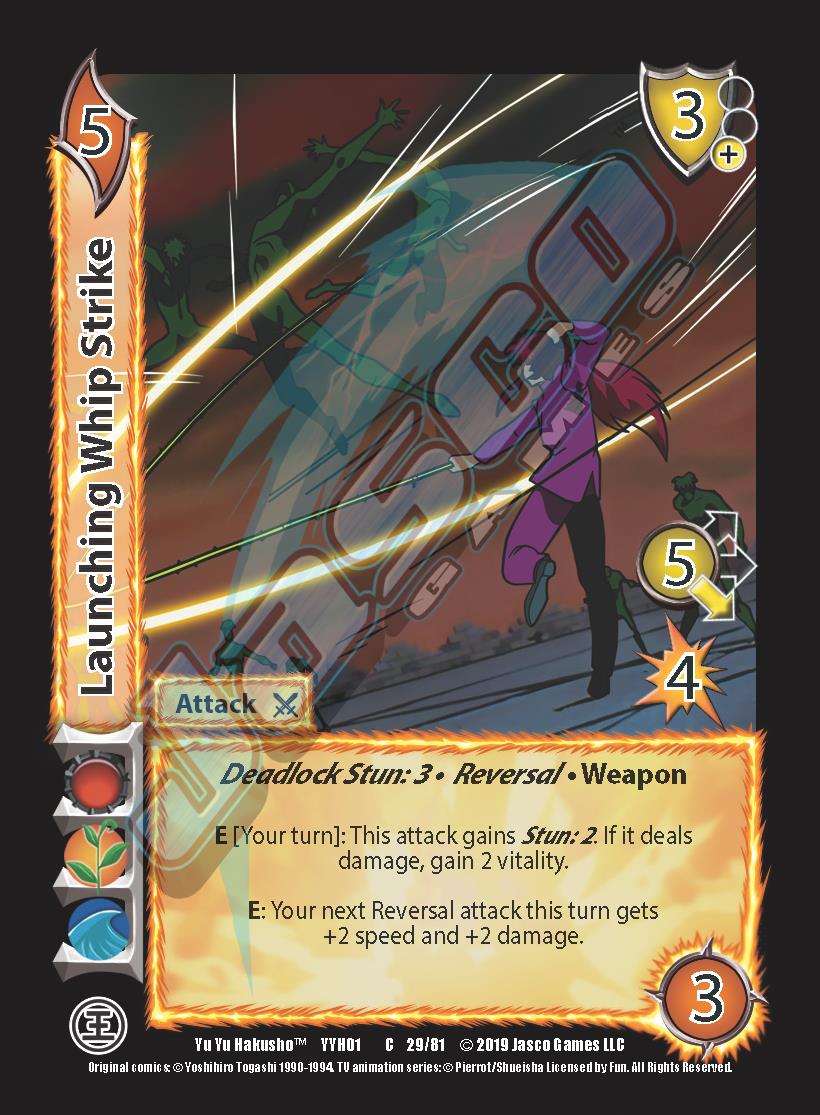 5
3
+
Launching Whip Strike
JASCO
GAMES
5
4
Attack
Deadlock Stun: 3 • Reversal • Weapon
E [Your turn]: This attack gains Stun: 2. If it deals
damage, gain 2 vitality.
E: Your next Reversal attack this turn gets
+2 speed and +2 damage.
3
Yu Yu Hakusho™ YYH01 C 29/81 © 2019 Jasco Games LLC
Original comics: © Yoshihiro Togashi 1990-1994. TV animation series: © Pierrot/Shueisha Licensed by Fun. All Rights Reserved.